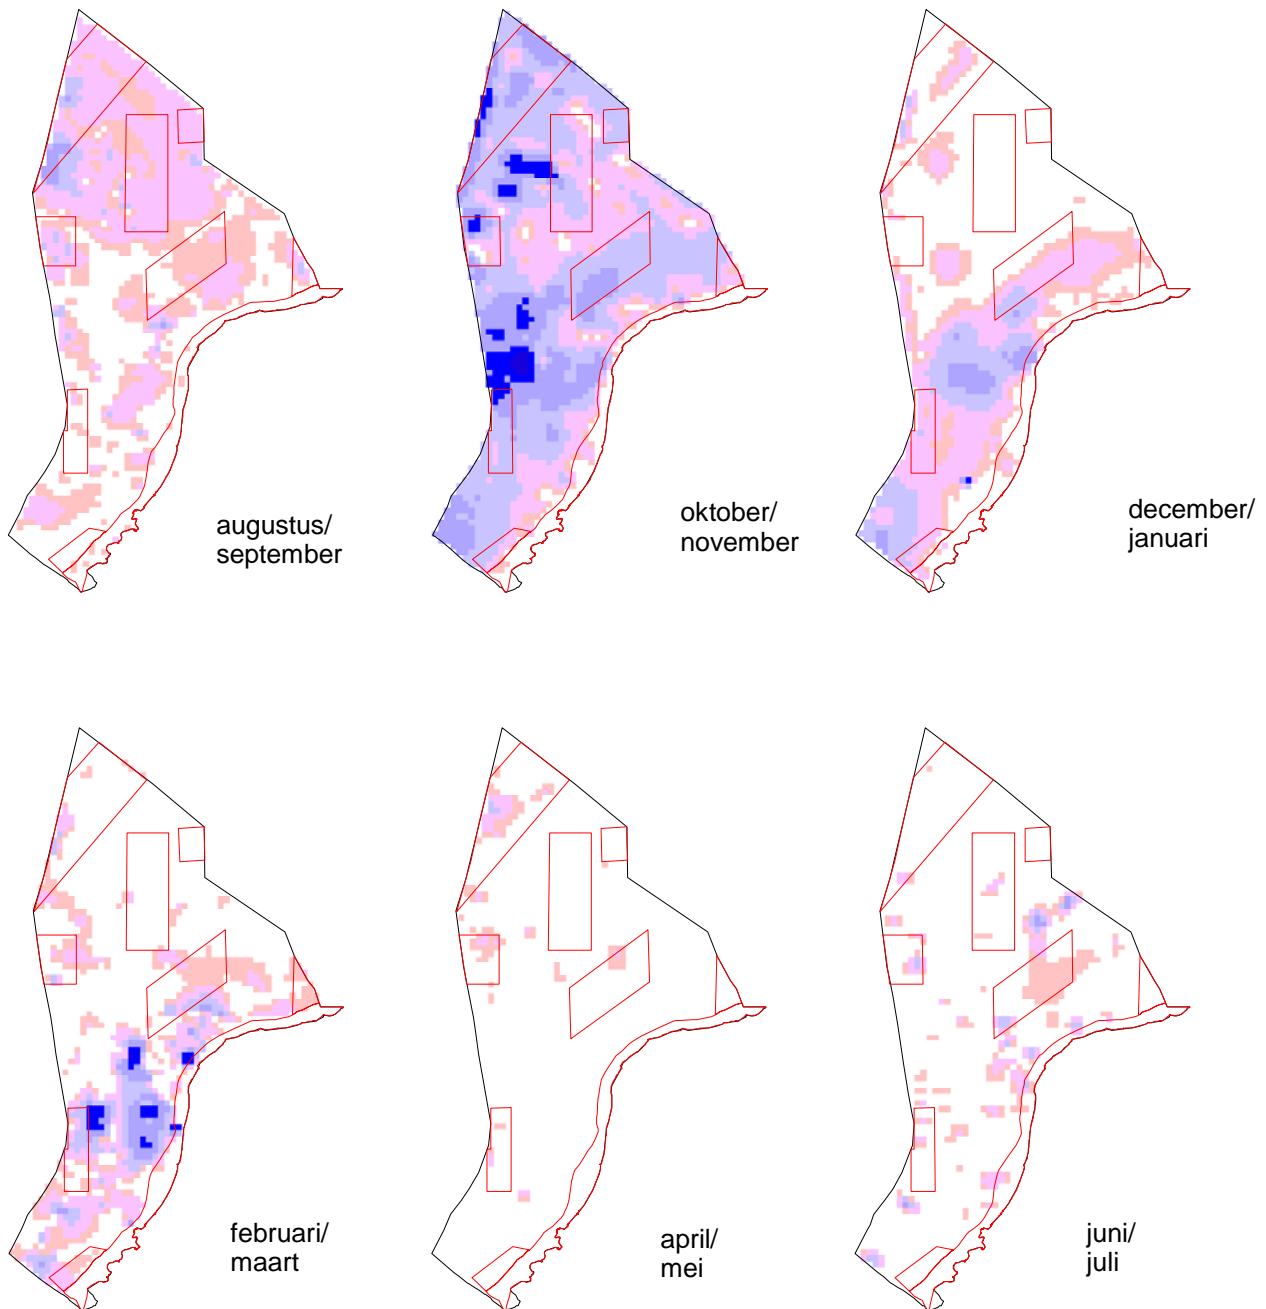 augustus/
september
oktober/
november
december/
januari
februari/
maart
april/
mei
juni/
juli